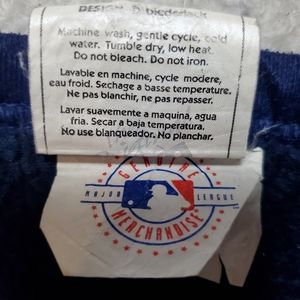 DESIGN
Machine wash, gentle cycle, cold
water. Tumble dry, low heat.
Do not bleach. Do not iron.
Lavable en machine, cycle modere,
eau froid. Sechage a basse temperature.
Ne pas blanchir, ne pas repasser.
Lavar suavemente a maquina, agua
fria. Secar a baja temperatura.
No use blanqueador. No planchar.
GENUINE
MAJOR LEAGUE
MERCHANDISE